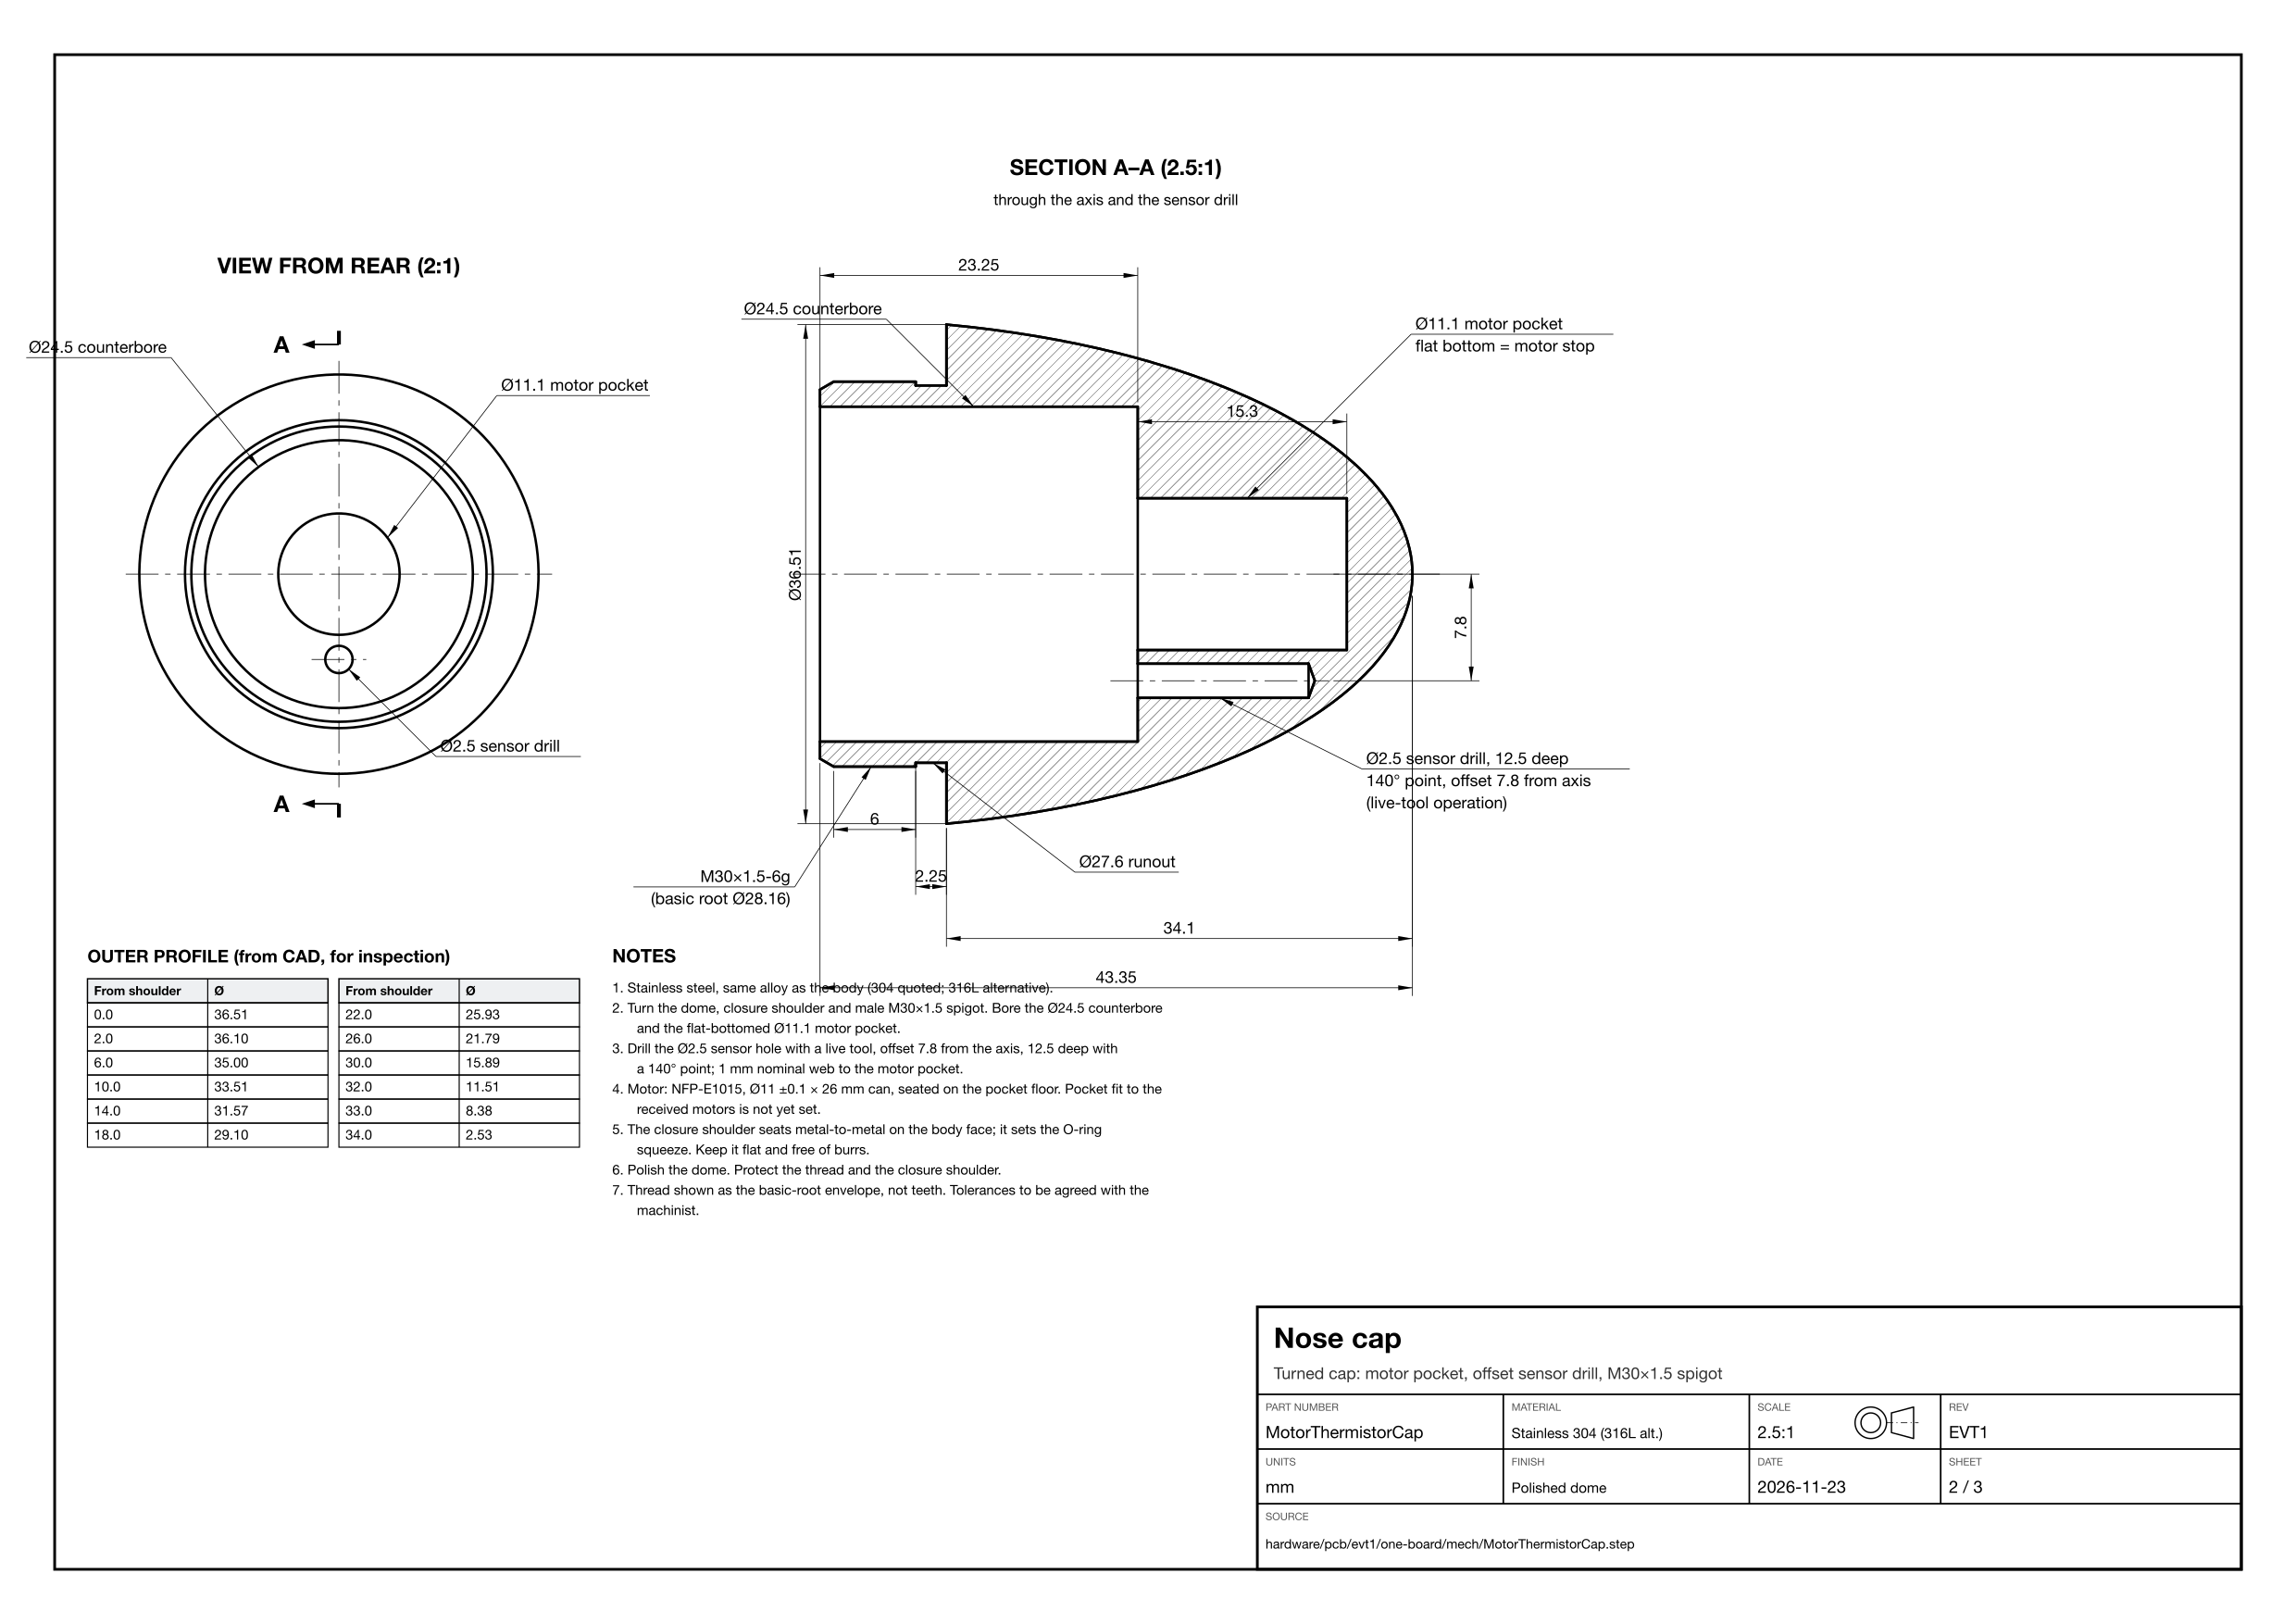 SECTION A–A (2.5:1)
through the axis and the sensor drill
VIEW FROM REAR (2:1)
23.25
Ø24.5 counterbore
Ø11.1 motor pocket
flat bottom = motor stop
A
Ø24.5 counterbore
Ø11.1 motor pocket
15.3
Ø36.51
7.8
Ø2.5 sensor drill
A
Ø2.5 sensor drill, 12.5 deep
140° point, offset 7.8 from axis
(live-tool operation)
6
Ø27.6 runout
M30×1.5-6g
(basic root Ø28.16)
2.25
34.1
43.35
OUTER PROFILE (from CAD, for inspection)
From shoulder Ø From shoulder Ø
0.0 36.51 22.0 25.93
2.0 36.10 26.0 21.79
6.0 35.00 30.0 15.89
10.0 33.51 32.0 11.51
14.0 31.57 33.0 8.38
18.0 29.10 34.0 2.53
NOTES
1. Stainless steel, same alloy as the body (304 quoted; 316L alternative).
2. Turn the dome, closure shoulder and male M30×1.5 spigot. Bore the Ø24.5 counterbore
and the flat-bottomed Ø11.1 motor pocket.
3. Drill the Ø2.5 sensor hole with a live tool, offset 7.8 from the axis, 12.5 deep with
a 140° point; 1 mm nominal web to the motor pocket.
4. Motor: NFP-E1015, Ø11 ±0.1 × 26 mm can, seated on the pocket floor. Pocket fit to the
received motors is not yet set.
5. The closure shoulder seats metal-to-metal on the body face; it sets the O-ring
squeeze. Keep it flat and free of burrs.
6. Polish the dome. Protect the thread and the closure shoulder.
7. Thread shown as the basic-root envelope, not teeth. Tolerances to be agreed with the
machinist.
Nose cap
Turned cap: motor pocket, offset sensor drill, M30×1.5 spigot
PART NUMBER MATERIAL SCALE REV
MotorThermistorCap Stainless 304 (316L alt.) 2.5:1 EVT1
UNITS FINISH DATE SHEET
mm Polished dome 2026-11-23 2 / 3
SOURCE
hardware/pcb/evt1/one-board/mech/MotorThermistorCap.step